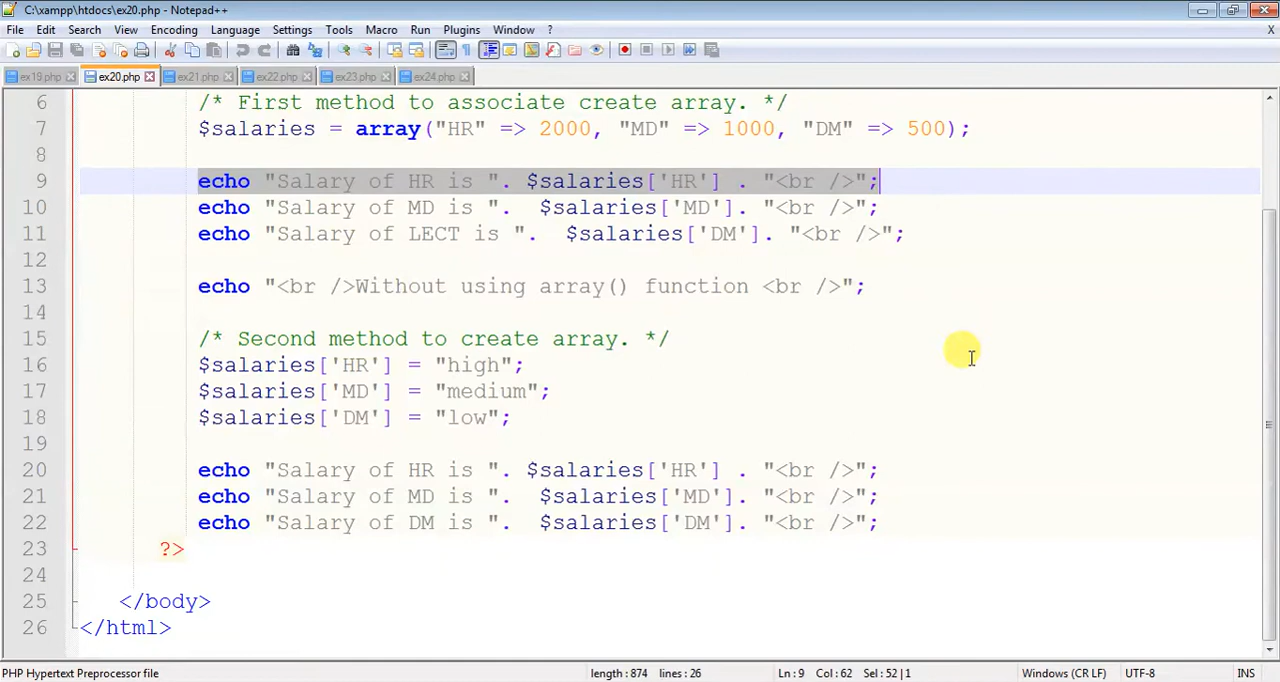 C:\xampp\htdocs\ex20.php - Notepad++
File Edit Search View Encoding Language Settings Tools Macro Run Plugins Window ? X
ex19.php ex20.php ex21.php ex22.php ex23.php ex24.php
6 /* First method to associate create array. */
7 $salaries = array("HR" => 2000, "MD" => 1000, "DM" => 500);
8
9 echo "Salary of HR is ". $salaries['HR'] . "<br />";
10 echo "Salary of MD is ".  $salaries['MD']. "<br />";
11 echo "Salary of LECT is ".  $salaries['DM']. "<br />";
12
13 echo "<br />Without using array() function <br />";
14
15 /* Second method to create array. */
16 $salaries['HR'] = "high";
17 $salaries['MD'] = "medium";
18 $salaries['DM'] = "low";
19
20 echo "Salary of HR is ". $salaries['HR'] . "<br />";
21 echo "Salary of MD is ".  $salaries['MD']. "<br />";
22 echo "Salary of DM is ".  $salaries['DM']. "<br />";
23 ?>
24
25 </body>
26 </html>
PHP Hypertext Preprocessor file length : 874 lines : 26 Ln : 9 Col : 62 Sel : 52 | 1 Windows (CR LF) UTF-8 INS